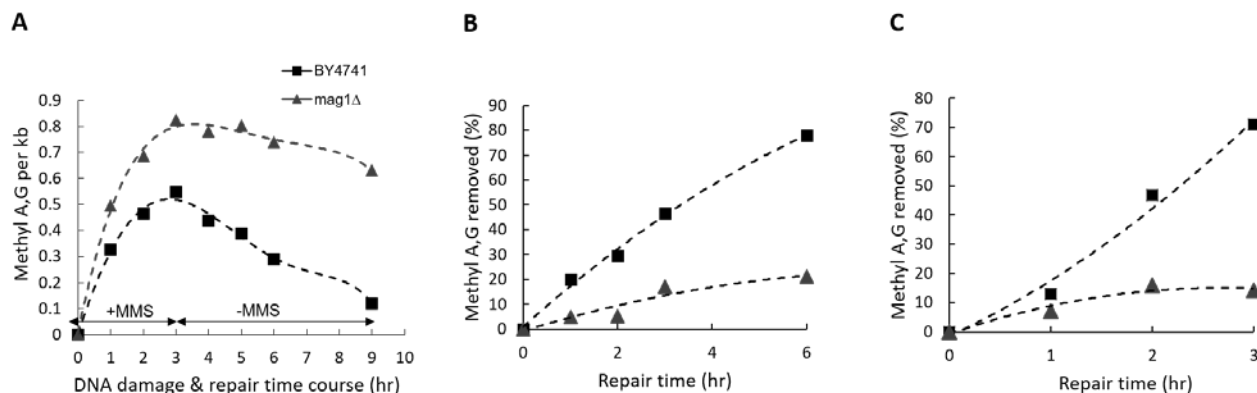 A
BY4741
mag1Δ
Methyl A,G per kb
0.9
0.8
0.7
0.6
0.5
0.4
0.3
0.2
0.1
0
+MMS
-MMS
0 1 2 3 4 5 6 7 8 9 10
DNA damage & repair time course (hr)
B
Methyl A,G removed (%)
90
80
70
60
50
40
30
20
10
0
0 2 4 6
Repair time (hr)
C
Methyl A,G removed (%)
80
70
60
50
40
30
20
10
0
0 1 2 3
Repair time (hr)